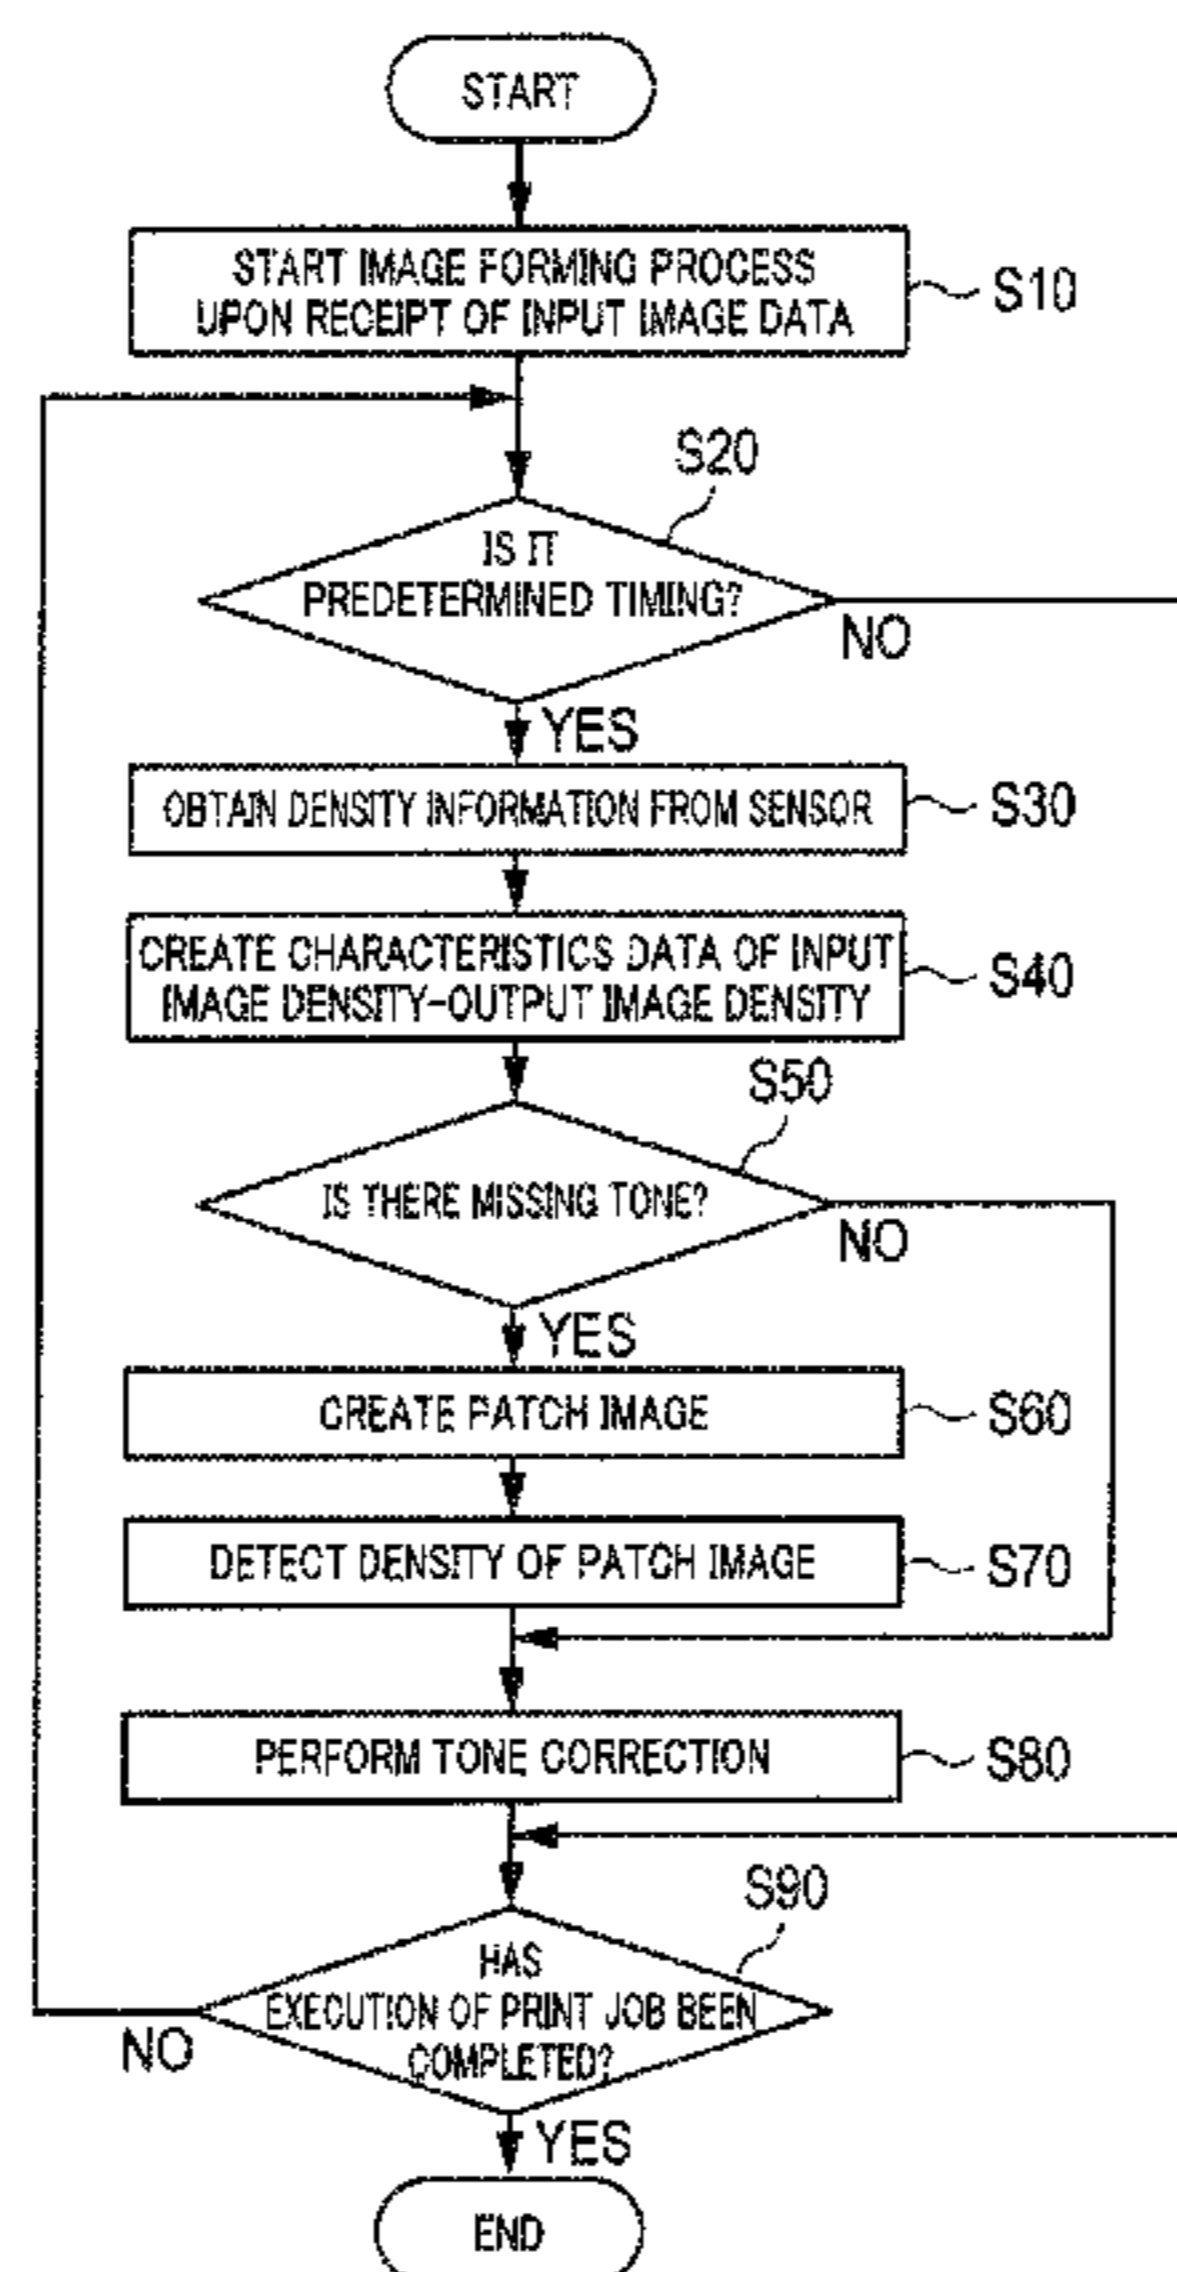 START
START IMAGE FORMING PROCESS
UPON RECEIPT OF INPUT IMAGE DATA
S10
S20
IS IT
PREDETERMINED TIMING?
NO
YES
OBTAIN DENSITY INFORMATION FROM SENSOR
S30
CREATE CHARACTERISTICS DATA OF INPUT
IMAGE DENSITY-OUTPUT IMAGE DENSITY
S40
S50
IS THERE MISSING TONE?
NO
YES
CREATE PATCH IMAGE
S60
DETECT DENSITY OF PATCH IMAGE
S70
PERFORM TONE CORRECTION
S80
S90
HAS
EXECUTION OF PRINT JOB BEEN
COMPLETED?
NO
YES
END